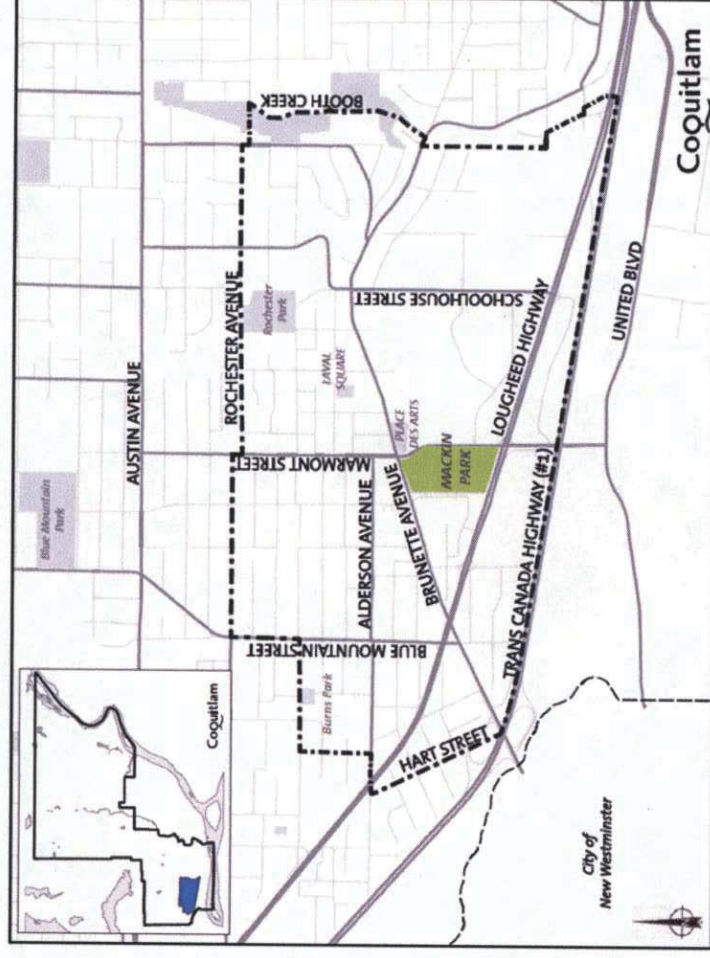 Coquitlam
Blue Mountain
Park
AUSTIN AVENUE
ROCHESTER AVENUE
BOOTH CREEK
Rochester
Park
LAVAL
SQUARE
MARMONT STREET
SCHOOLHOUSE STREET
PLACE
DES ARTS
BLUE MOUNTAIN STREET
Burns Park
ALDERSON AVENUE
BRUNETTE AVENUE
MACKIN
PARK
LOUGHEED HIGHWAY
HART STREET
TRANS CANADA HIGHWAY (#1)
UNITED BLVD
City of
New Westminster
Coquitlam